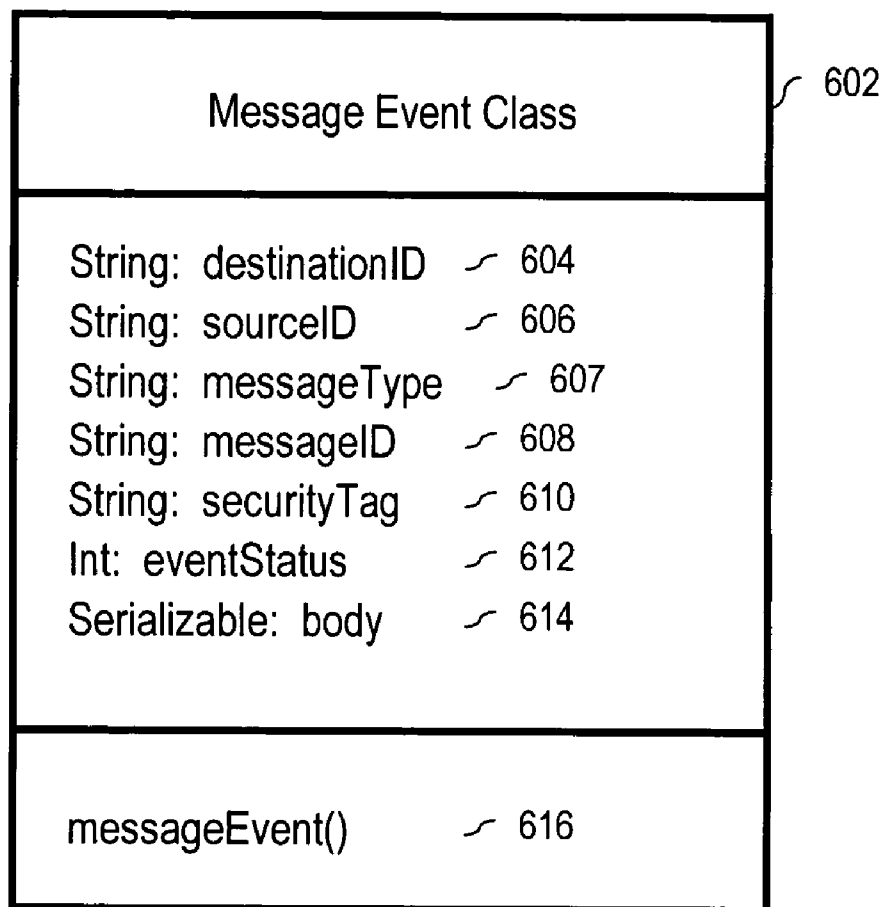 Message Event Class 602
String: destinationID 604
String: sourceID 606
String: messageType 607
String: messageID 608
String: securityTag 610
Int: eventStatus 612
Serializable: body 614
messageEvent() 616